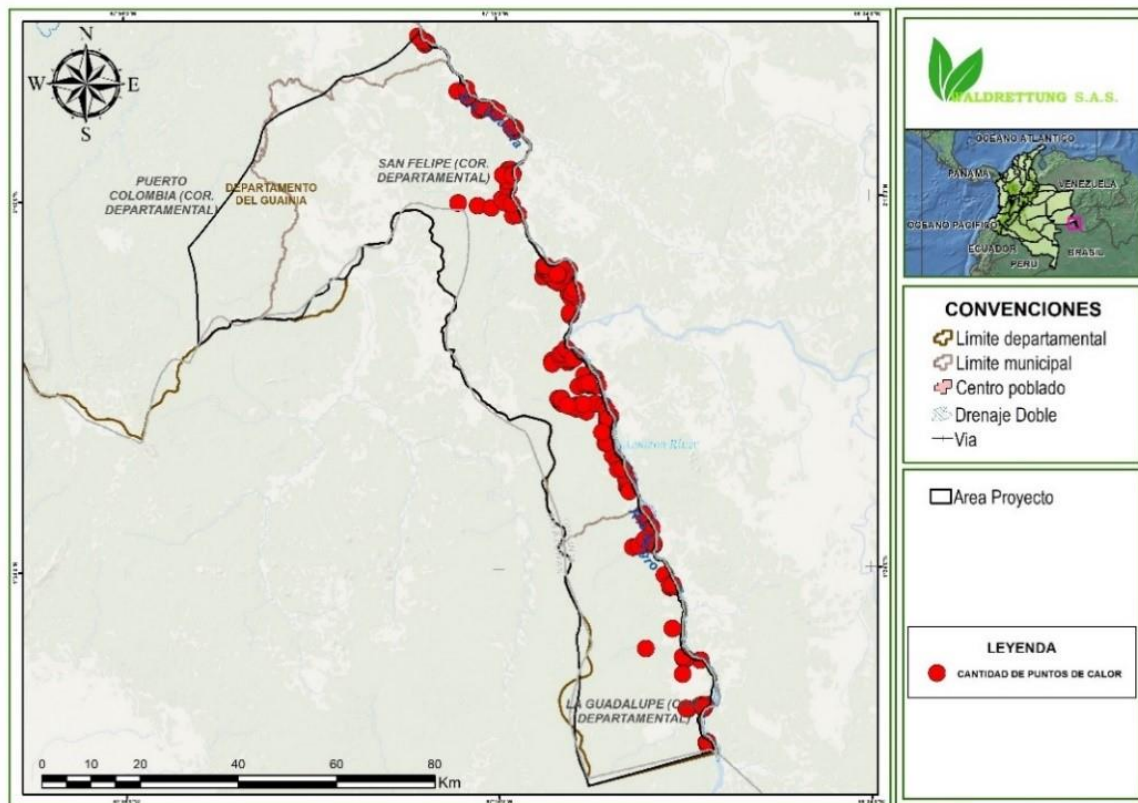 N
W E
S
SAN FELIPE (COR.
DEPARTAMENTAL)
PUERTO
COLOMBIA (COR.
DEPARTAMENTAL)
DEPARTAMENTO
DEL GUAINIA
LA GUADALUPE (
DEPARTAMENTAL)
0 10 20 40 60 80
Km
WALDRETTUNG S.A.S.
OCEANO ATLANTICO
PANAMA
VENEZUELA
OCEANO PACIFICO
ECUADOR
BRASIL
PERU
CONVENCIONES
Límite departamental
Límite municipal
Centro poblado
Drenaje Doble
Via
Area Proyecto
LEYENDA
CANTIDAD DE PUNTOS DE CALOR